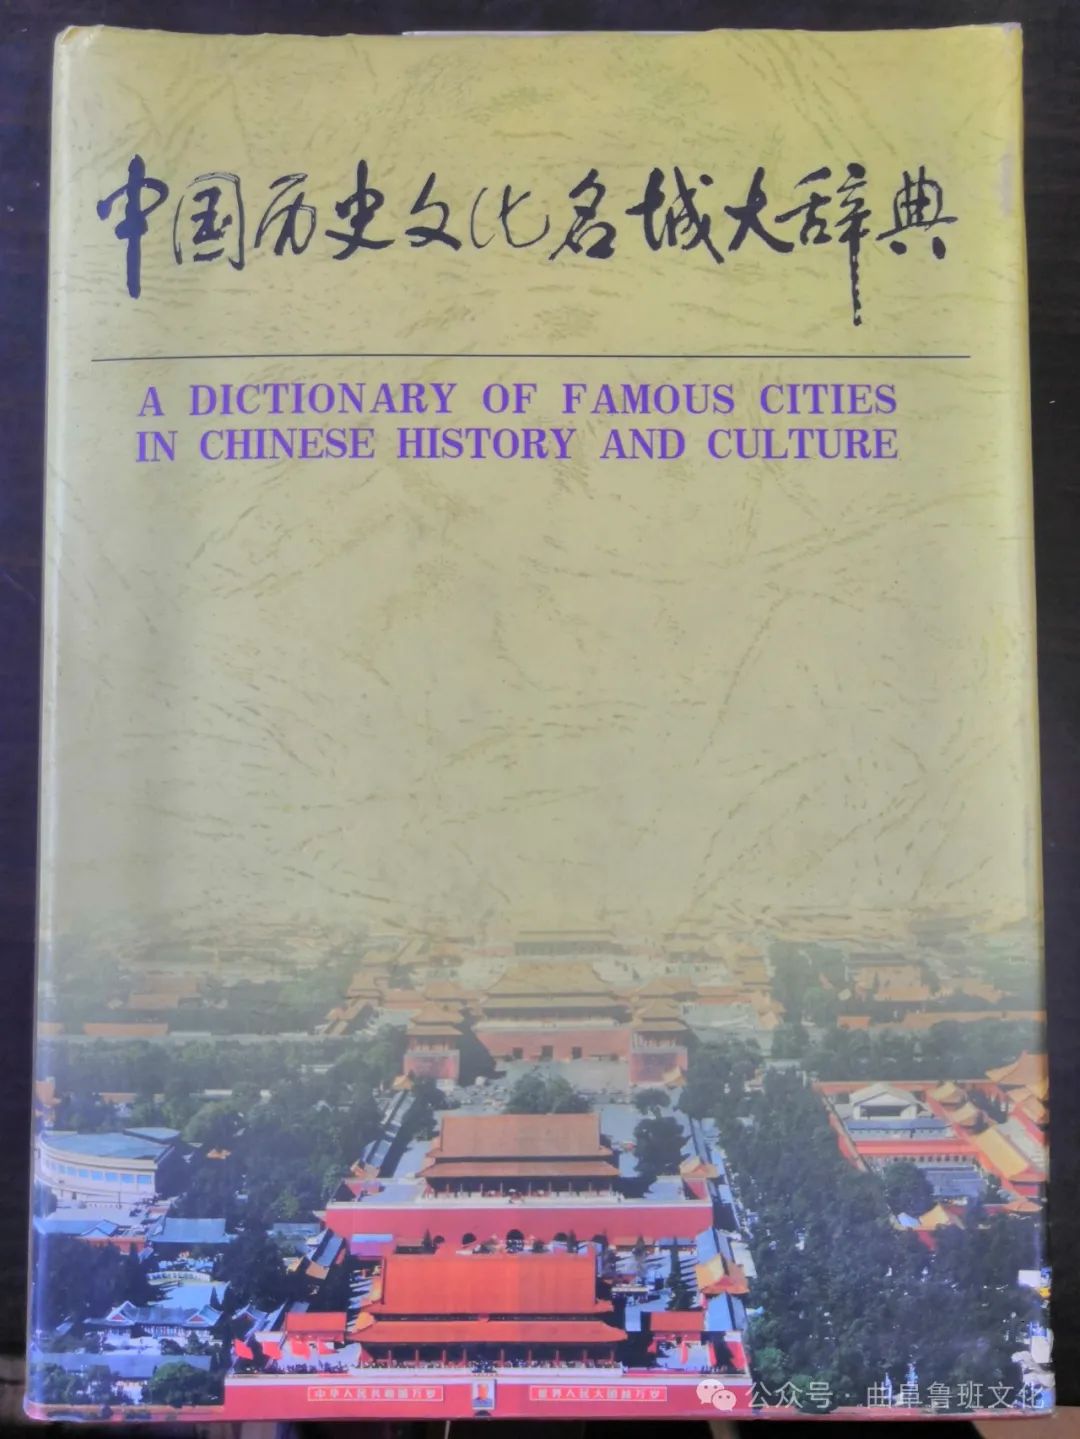 中国历史文化名城大辞典
A DICTIONARY OF FAMOUS CITIES
IN CHINESE HISTORY AND CULTURE
中华人民共和国万岁
世界人民大团结万岁
公众号·曲阜鲁班文化